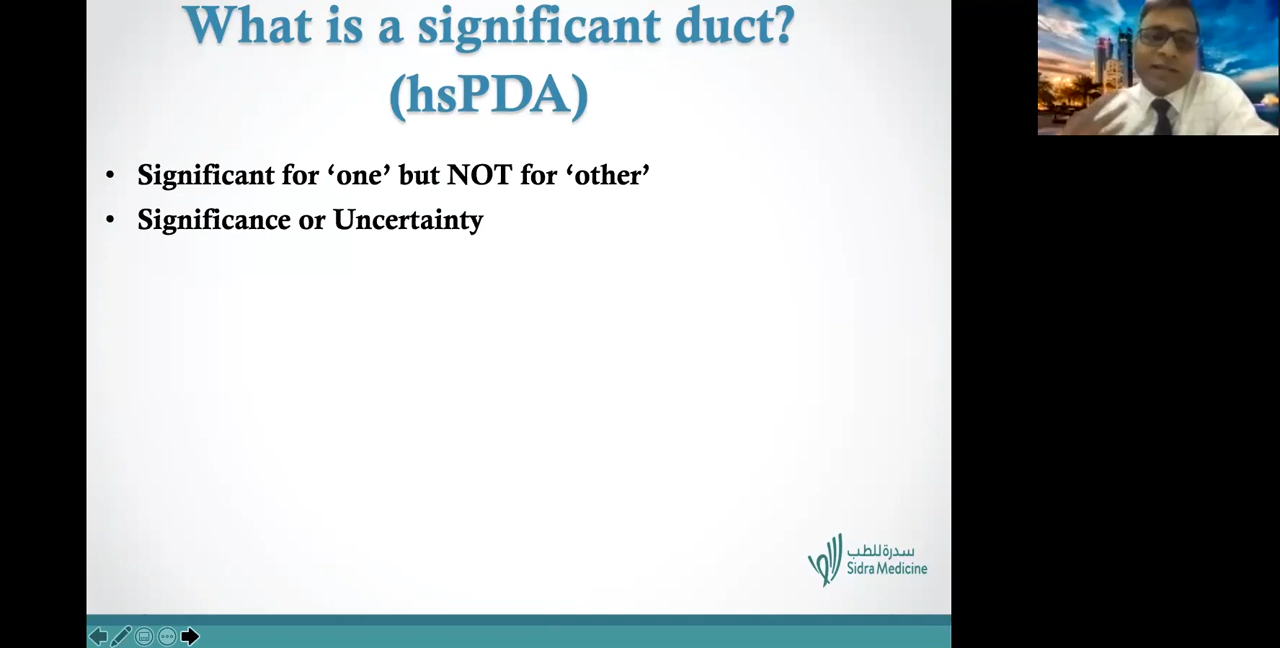 What is a significant duct?
(hsPDA)
• Significant for ‘one’ but NOT for ‘other’
• Significance or Uncertainty
سدرة للطب
Sidra Medicine